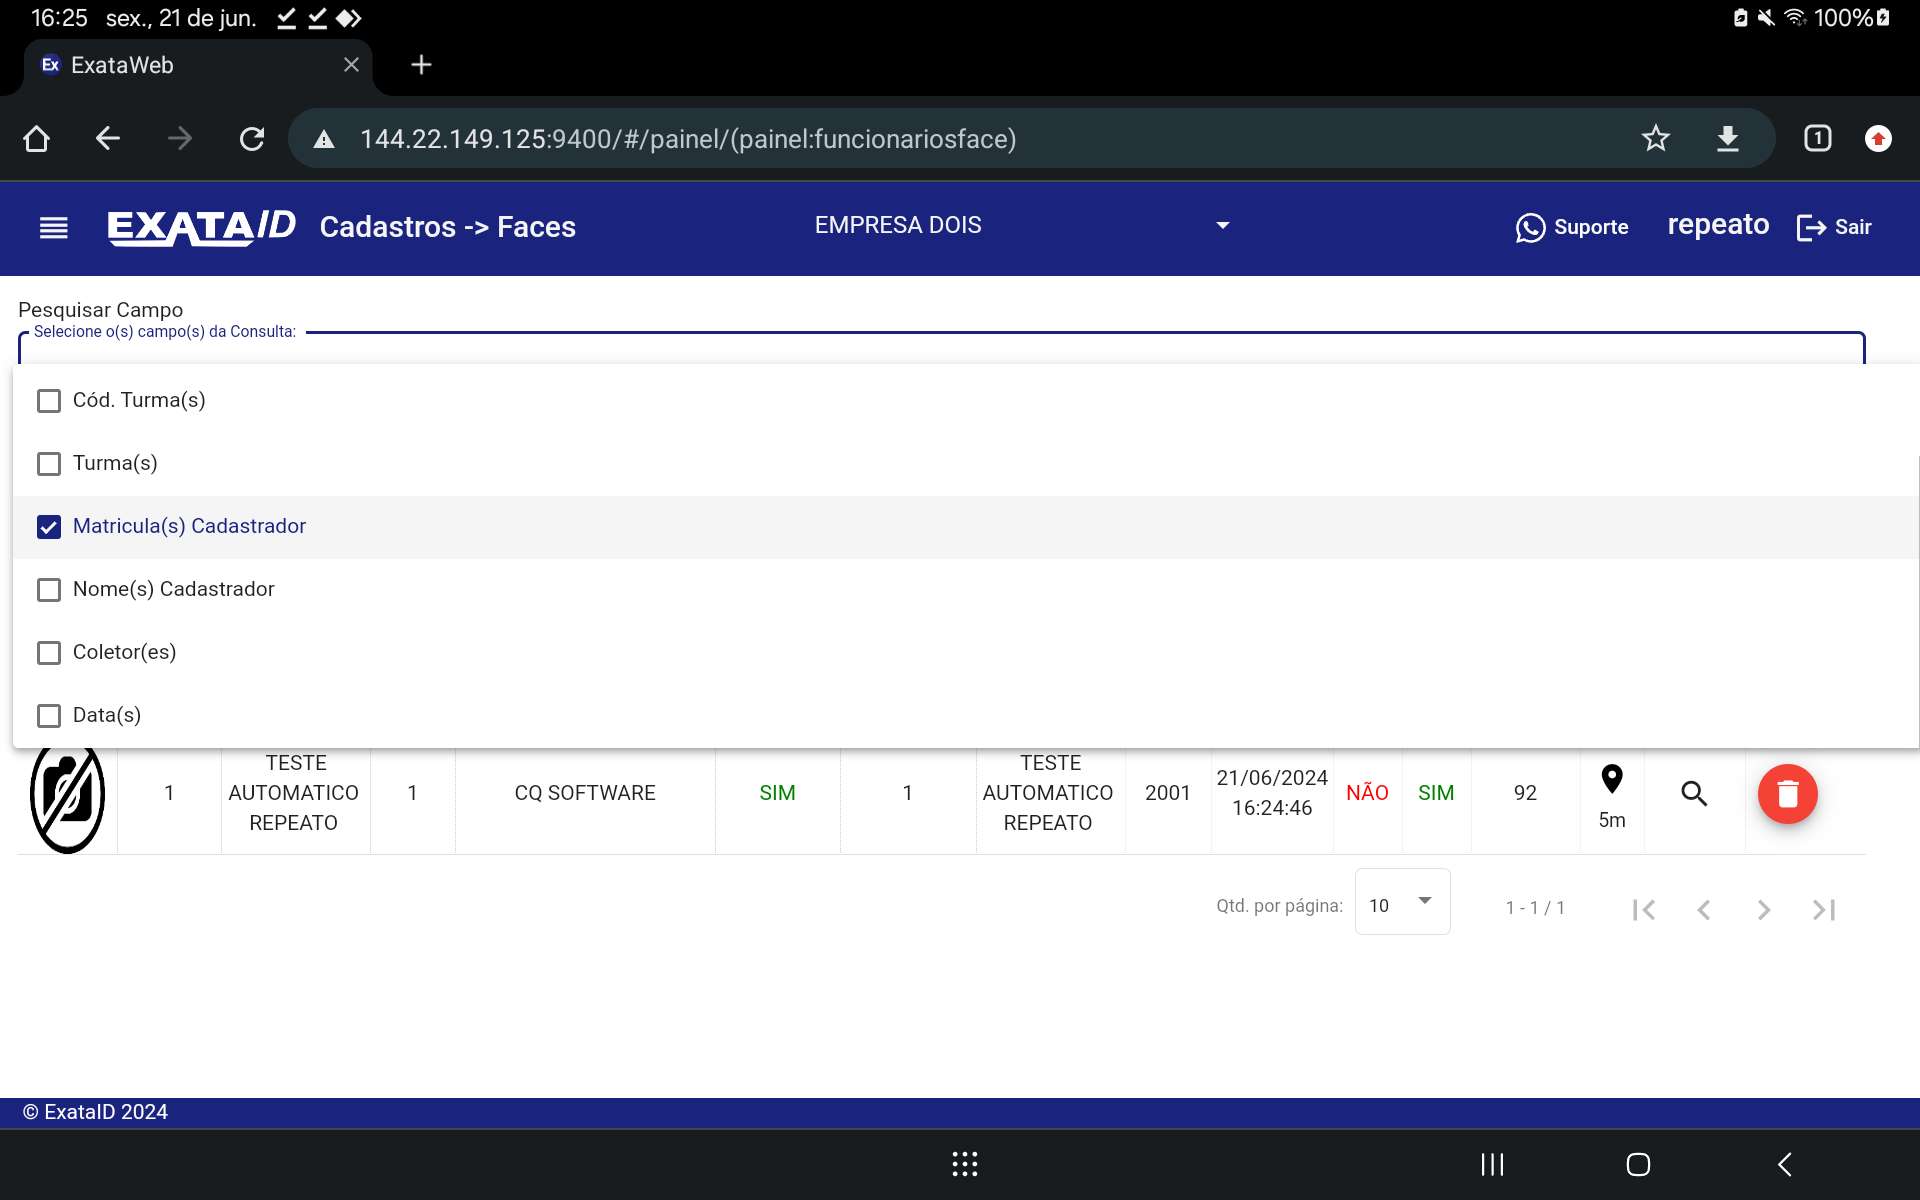 16:25 sex., 21 de jun. 100%
Ex ExataWeb
144.22.149.125:9400/#/painel/(painel:funcionariosface) 1
EXATA/D Cadastros -> Faces EMPRESA DOIS Suporte repeato Sair
Pesquisar Campo
Selecione o(s) campo(s) da Consulta:
Cód. Turma(s)
Turma(s)
Matricula(s) Cadastrador
Nome(s) Cadastrador
Coletor(es)
Data(s)
1 TESTE AUTOMATICO REPEATO 1 CQ SOFTWARE SIM 1 TESTE AUTOMATICO REPEATO 2001 21/06/2024 16:24:46 NÃO SIM 92 5m
Qtd. por página: 10 1 - 1 / 1
© ExataID 2024